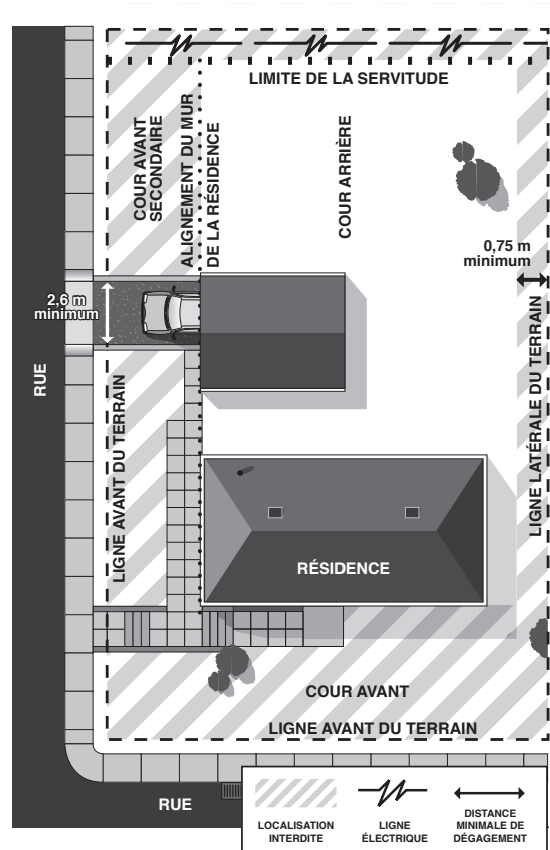 LIMITE DE LA SERVITUDE
COUR AVANT
SECONDAIRE
ALIGNEMENT DU MUR
DE LA RÉSIDENCE
COUR ARRIÈRE
0,75 m
minimum
2,6 m
minimum
RUE
LIGNE AVANT DU TERRAIN
LIGNE LATÉRALE DU TERRAIN
RÉSIDENCE
COUR AVANT
LIGNE AVANT DU TERRAIN
RUE
LOCALISATION
INTERDITE
LIGNE
ÉLECTRIQUE
DISTANCE
MINIMALE DE
DÉGAGEMENT